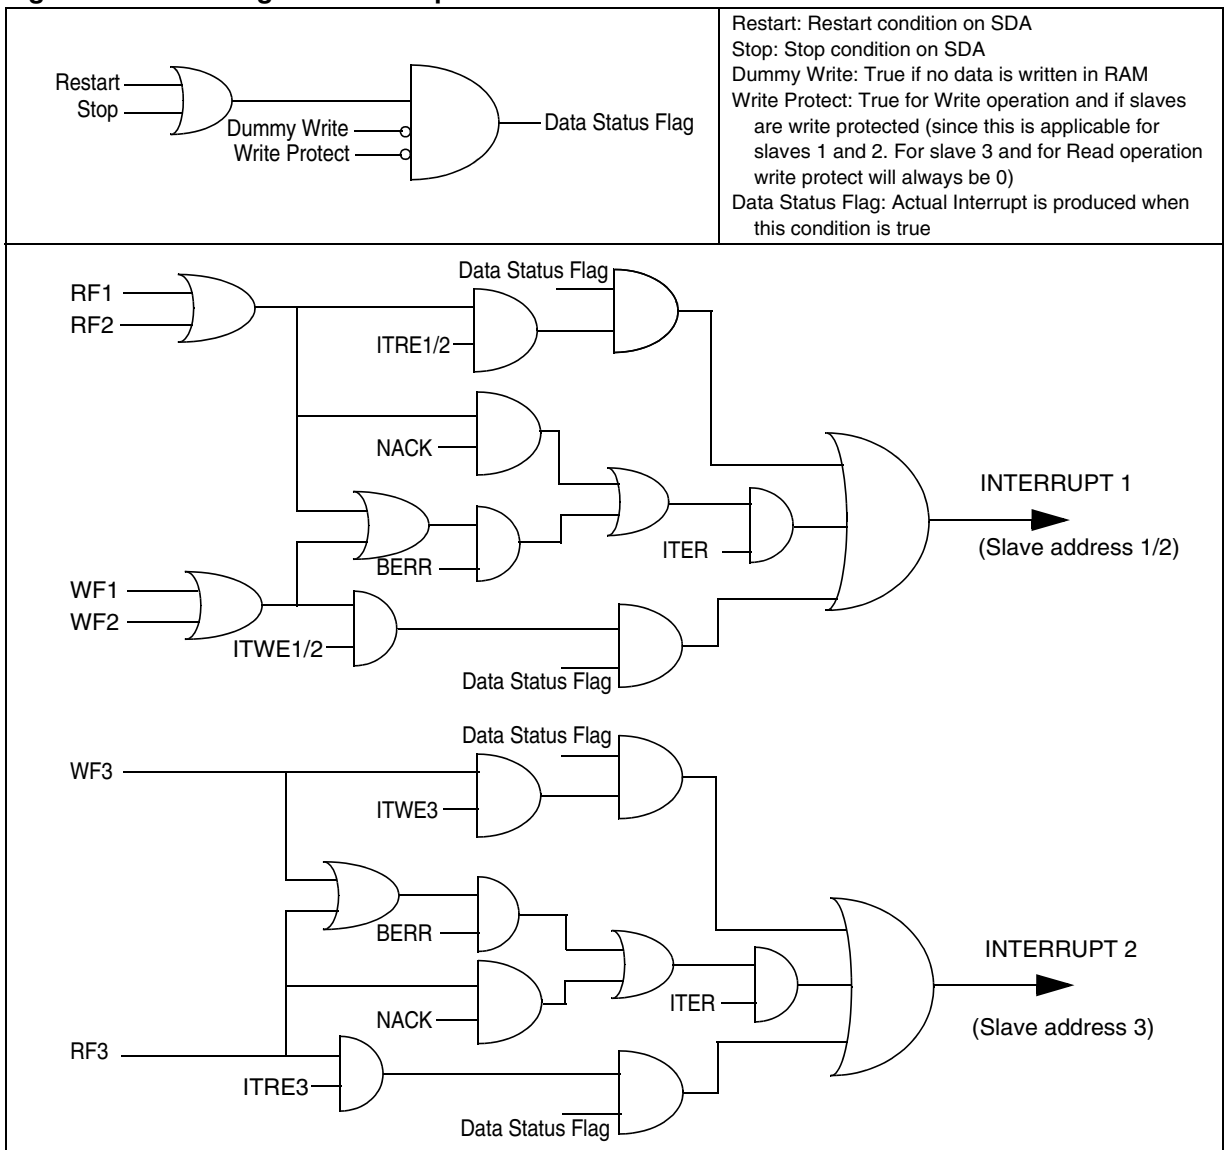 Restart
Stop
Dummy Write
Write Protect
Data Status Flag
Restart: Restart condition on SDA
Stop: Stop condition on SDA
Dummy Write: True if no data is written in RAM
Write Protect: True for Write operation and if slaves
are write protected (since this is applicable for
slaves 1 and 2. For slave 3 and for Read operation
write protect will always be 0)
Data Status Flag: Actual Interrupt is produced when
this condition is true
Data Status Flag
RF1
RF2
ITRE1/2
NACK
BERR
ITER
INTERRUPT 1
(Slave address 1/2)
WF1
WF2
ITWE1/2
Data Status Flag
Data Status Flag
WF3
ITWE3
BERR
NACK
ITER
INTERRUPT 2
(Slave address 3)
RF3
ITRE3
Data Status Flag